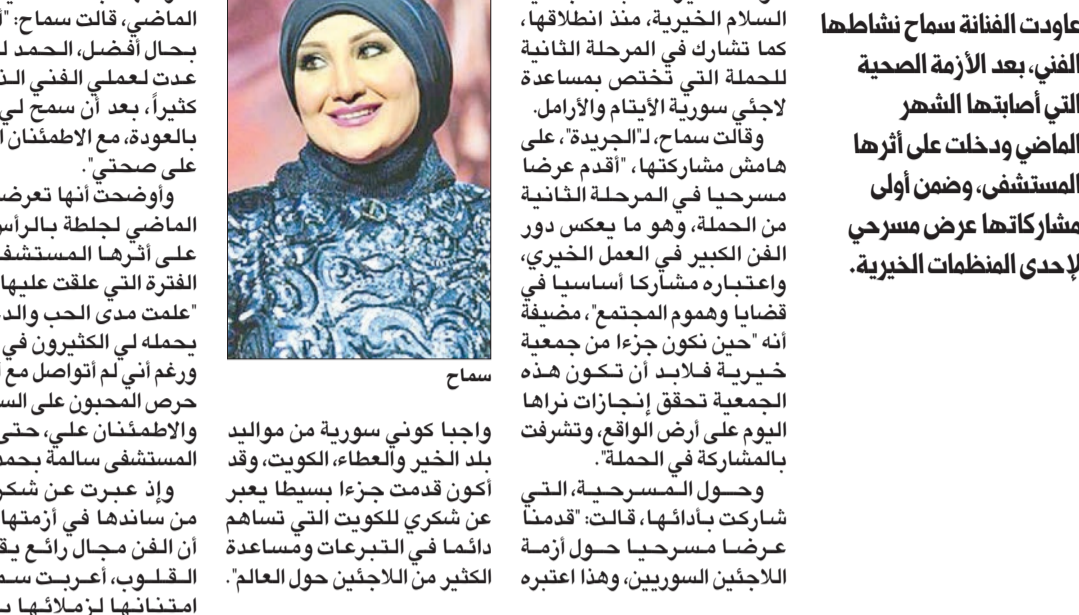 عاودت الفنانة سماح نشاطها
الفني، بعد الأزمة الصحية
التي أصابتها الشهر
الماضي ودخلت على أثرها
المستشفى، وضمن أولى
مشاركاتها عرض مسرحي
لإحدى المنظمات الخيرية.
السلام الخيرية، منذ انطلاقها،
كما تشارك في المرحلة الثانية
للحملة التي تختص بمساعدة
لاجئي سورية الأيتام والأرامل.
وقالت سماح، لـ"الجريدة"، على
هامش مشاركتها، "أقدم عرضا
مسرحيا في المرحلة الثانية
من الحملة، وهو ما يعكس دور
الفن الكبير في العمل الخيري،
واعتباره مشاركا أساسيا في
قضايا وهموم المجتمع"، مضيفة
أنه "حين نكون جزءا من جمعية
خيرية فلابد أن تكون هذه
الجمعية تحقق إنجازات نراها
اليوم على أرض الواقع، وتشرفت
بالمشاركة في الحملة".
وحول المسرحية، التي
شاركت بأدائها، قالت: "قدمنا
عرضا مسرحيا حول أزمة
اللاجئين السوريين، وهذا اعتبره
سماح
واجبا كوني سورية من مواليد
بلد الخير والعطاء، الكويت، وقد
أكون قدمت جزءا بسيطا يعبر
عن شكري للكويت التي تساهم
دائما في التبرعات ومساعدة
الكثير من اللاجئين حول العالم".
الماضي، قالت سماح:
بحال أفضل، الحمد
عدت لعملي الفني
كثيراً، بعد أن سمح لي
بالعودة، مع الاطمئنان
على صحتي".
وأوضحت أنها
الماضي لجلطة
على أثرها
الفترة التي علقت عليها
"علمت مدى الحب
يحمله لي الكثيرون في
ورغم أني لم أتواصل مع
حرص المحبون على
والاطمئنان علي، حتى
المستشفى سالمة
وإذ عبرت عن
من ساندها في أزمتها
أن الفن مجال رائع
القلوب، أعربت
امتنانها لزملائها